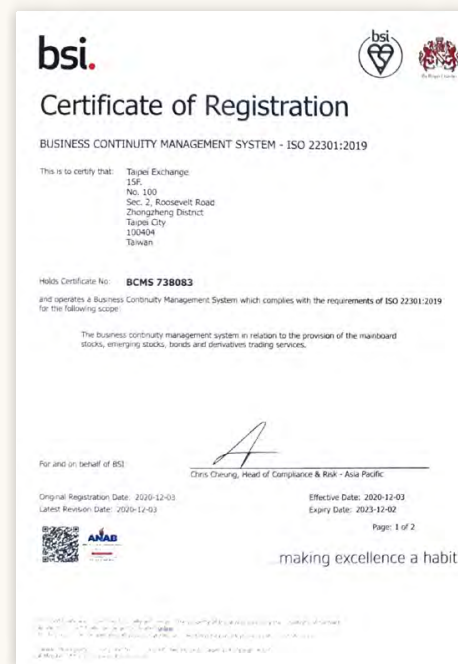 bsi.
bsi
Certificate of Registration
BUSINESS CONTINUITY MANAGEMENT SYSTEM - ISO 22301:2019
This is to certify that: Taipei Exchange
15F.
No. 100
Sec. 2, Roosevelt Road
Zhongzheng District
Taipei City
100404
Taiwan
Holds Certificate No: BCMS 738083
and operates a Business Continuity Management System which complies with the requirements of ISO 22301:2019
for the following scope:
The business continuity management system in relation to the provision of the mainboard
stocks, emerging stocks, bonds and derivatives trading services.
For and on behalf of BSI:
Chris Cheung, Head of Compliance & Risk - Asia Pacific
Original Registration Date: 2020-12-03
Effective Date: 2020-12-03
Latest Revision Date: 2020-12-03
Expiry Date: 2023-12-02
Page: 1 of 2
ANAB
making excellence a habit